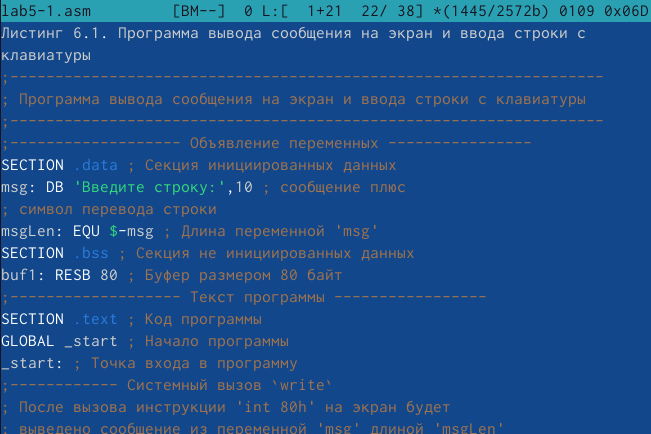 lab5-1.asm [BM--] 0 L:[ 1+21 22/ 38] *(1445/2572b) 0109 0x06D
Листинг 6.1. Программа вывода сообщения на экран и ввода строки с
клавиатуры
;------------------------------------------------------------------
; Программа вывода сообщения на экран и ввода строки с клавиатуры
;------------------------------------------------------------------
;------------------- Объявление переменных ----------------
SECTION .data ; Секция инициированных данных
msg: DB 'Введите строку:',10 ; сообщение плюс
; символ перевода строки
msgLen: EQU $-msg ; Длина переменной 'msg'
SECTION .bss ; Секция не инициированных данных
buf1: RESB 80 ; Буфер размером 80 байт
;------------------- Текст программы -----------------
SECTION .text ; Код программы
GLOBAL _start ; Начало программы
_start: ; Точка входа в программу
;------------ Системный вызов `write`
; После вызова инструкции 'int 80h' на экран будет
; выведено сообщение из переменной 'msg' длиной 'msgLen'